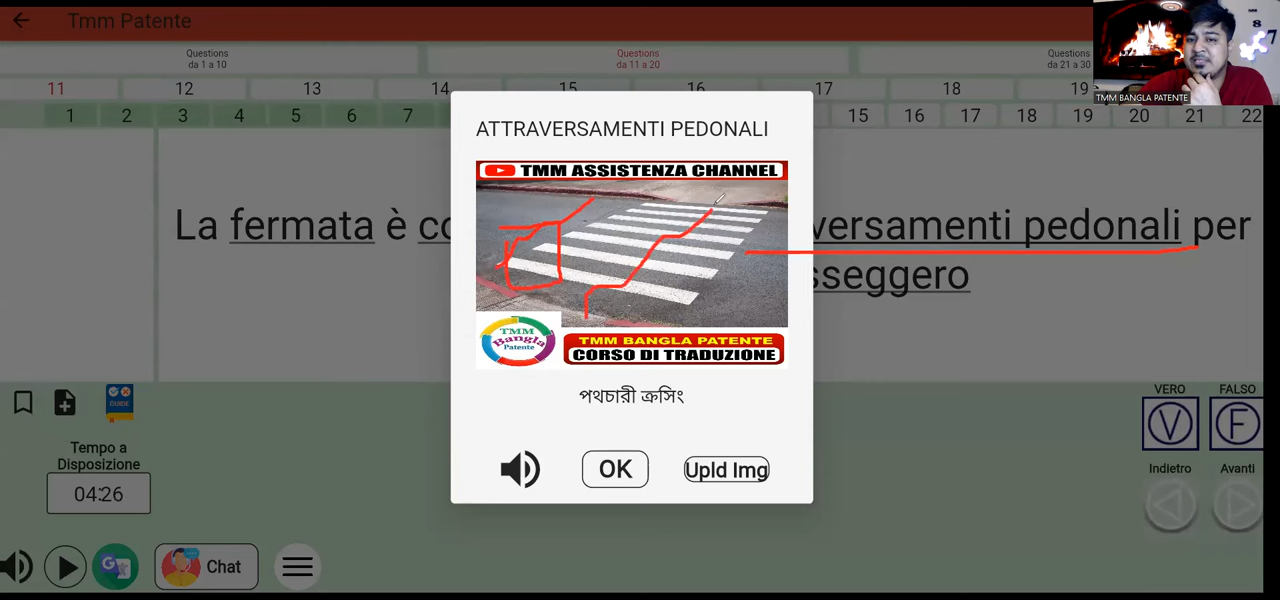 Tmm Patente
Questions
da 1 a 10
Questions
da 11 a 20
Questions
da 21 a 30
11 12 13 14 15 16 17 18 19
1 2 3 4 5 6 7 15 16 17 18 19 20 21 22
TMM BANGLA PATENTE
ATTRAVERSAMENTI PEDONALI
TMM ASSISTENZA CHANNEL
La fermata è co versamenti pedonali per
sseggero
TMM
Bangla
Patente
TMM BANGLA PATENTE
CORSO DI TRADUZIONE
পথচারী ক্রসিং
OK
Upld Img
GUIDE
Tempo a
Disposizione
04:26
Chat
VERO FALSO
V F
Indietro Avanti